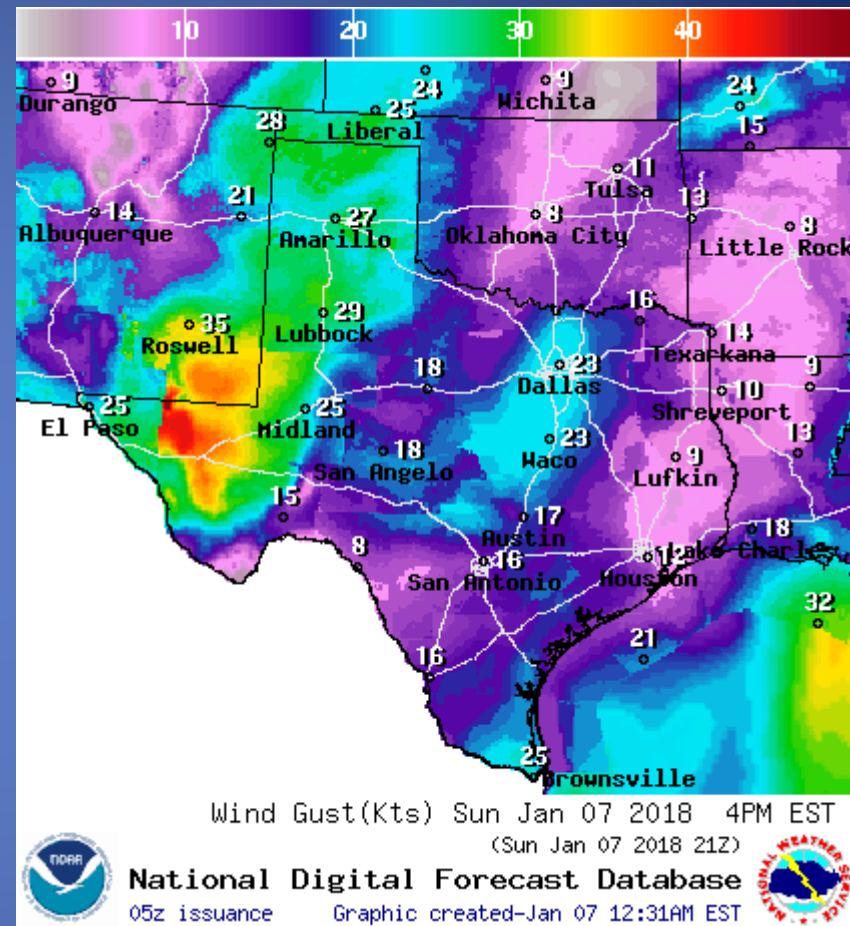 10 20 30 40
9 Durango
24
25 Liberal
9 Wichita
24
28
15
11 Tulsa
14 Albuquerque
21
27 Amarillo
8 Oklahoma City
13
Little Rock
35 Roswell
29 Lubbock
16
14 Texarkana
18
23 Dallas
9
25 El Paso
25 Midland
10 Shreveport
18 San Angelo
23 Waco
9 Lufkin
13
15
17 Austin
18 Lake Charles
8
16 San Antonio
12 Houston
32
21
16
25 Brownsville
Wind Gust(Kts) Sun Jan 07 2018 4PM EST
(Sun Jan 07 2018 21Z)
National Digital Forecast Database
05z issuance Graphic created-Jan 07 12:31AM EST
NOAA
NATIONAL WEATHER SERVICE